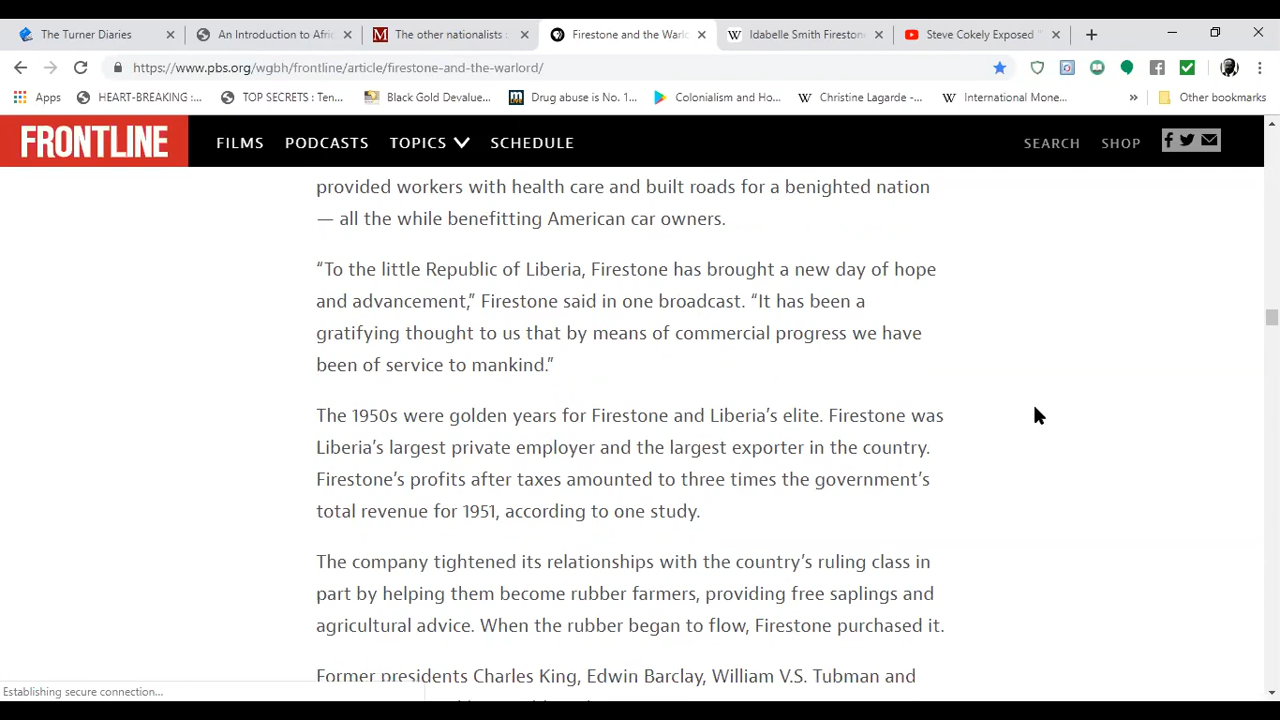 The Turner Diaries
An Introduction to Afri
The other nationalists :
Firestone and the Warlo
Idabelle Smith Fireston
Steve Cokely Exposed "
https://www.pbs.org/wgbh/frontline/article/firestone-and-the-warlord/
Apps
HEART-BREAKING :...
TOP SECRETS : Ten...
Black Gold Devalue...
Drug abuse is No. 1...
Colonialism and Ho...
Christine Lagarde -...
International Mone...
Other bookmarks
FRONTLINE
FILMS
PODCASTS
TOPICS
SCHEDULE
SEARCH
SHOP
provided workers with health care and built roads for a benighted nation
— all the while benefitting American car owners.
“To the little Republic of Liberia, Firestone has brought a new day of hope
and advancement,” Firestone said in one broadcast. “It has been a
gratifying thought to us that by means of commercial progress we have
been of service to mankind.”
The 1950s were golden years for Firestone and Liberia’s elite. Firestone was
Liberia’s largest private employer and the largest exporter in the country.
Firestone’s profits after taxes amounted to three times the government’s
total revenue for 1951, according to one study.
The company tightened its relationships with the country’s ruling class in
part by helping them become rubber farmers, providing free saplings and
agricultural advice. When the rubber began to flow, Firestone purchased it.
Former presidents Charles King, Edwin Barclay, William V.S. Tubman and
Establishing secure connection...